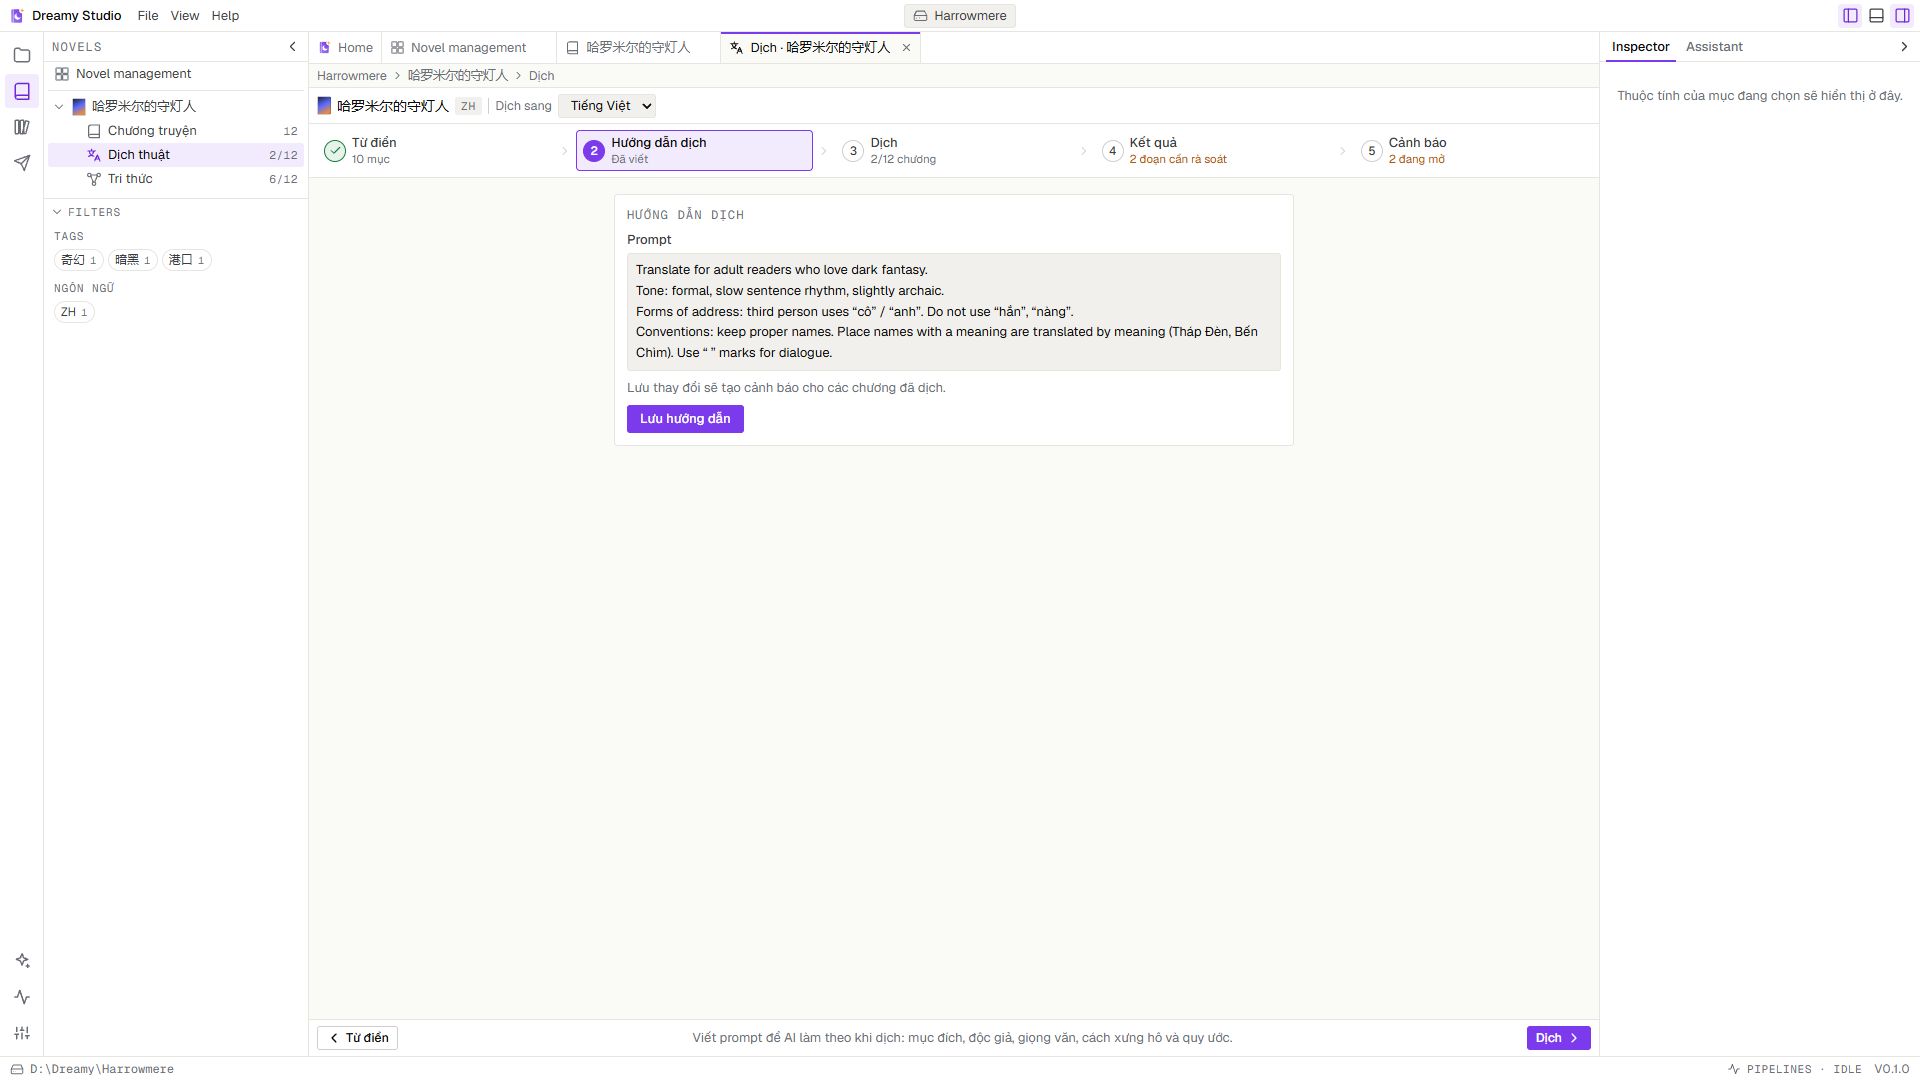 Dreamy Studio File View Help
Harrowmere
NOVELS
Novel management
哈罗米尔的守灯人
Chương truyện 12
Dịch thuật 2/12
Tri thức 6/12
FILTERS
TAGS
奇幻 1 暗黑 1 港口 1
NGÔN NGỮ
ZH 1
Home
Novel management
哈罗米尔的守灯人
Dịch · 哈罗米尔的守灯人
Harrowmere > 哈罗米尔的守灯人 > Dịch
哈罗米尔的守灯人 ZH Dịch sang Tiếng Việt
Từ điển
10 mục
2 Hướng dẫn dịch
Đã viết
3 Dịch
2/12 chương
4 Kết quả
2 đoạn cần rà soát
5 Cảnh báo
2 đang mở
HƯỚNG DẪN DỊCH
Prompt
Translate for adult readers who love dark fantasy.
Tone: formal, slow sentence rhythm, slightly archaic.
Forms of address: third person uses “cô” / “anh”. Do not use “hắn”, “nàng”.
Conventions: keep proper names. Place names with a meaning are translated by meaning (Tháp Đèn, Bến
Chìm). Use “ ” marks for dialogue.
Lưu thay đổi sẽ tạo cảnh báo cho các chương đã dịch.
Lưu hướng dẫn
Inspector Assistant
Thuộc tính của mục đang chọn sẽ hiển thị ở đây.
Từ điển
Viết prompt để AI làm theo khi dịch: mục đích, độc giả, giọng văn, cách xưng hô và quy ước.
Dịch
D:\Dreamy\Harrowmere
PIPELINES · IDLE V0.1.0